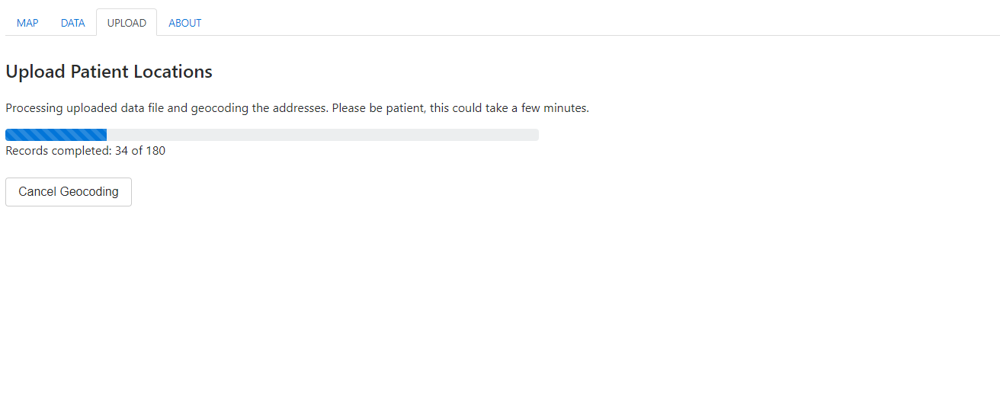 MAP DATA UPLOAD ABOUT
Upload Patient Locations
Processing uploaded data file and geocoding the addresses. Please be patient, this could take a few minutes.
Records completed: 34 of 180
Cancel Geocoding